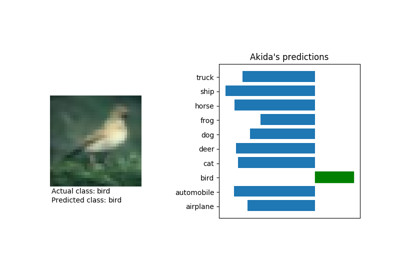 Akida's predictions
truck
ship
horse
frog
dog
deer
cat
bird
automobile
airplane
Actual class: bird
Predicted class: bird